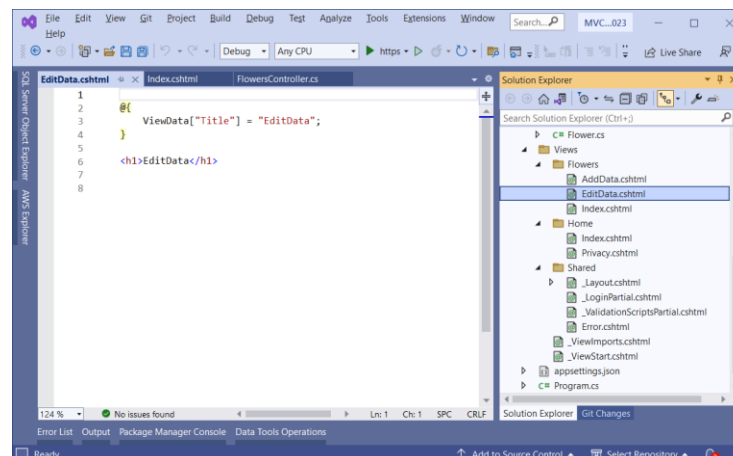 File Edit View Git Project Build Debug Test Analyze Tools Extensions Window Search... MVC...023
Help
Debug Any CPU https Live Share
SQL Server Object Explorer
AWS Explorer
EditData.cshtml Index.cshtml FlowersController.cs
1
2 @{
3 ViewData["Title"] = "EditData";
4 }
5
6 <h1>EditData</h1>
7
8
124 % No issues found Ln: 1 Ch: 1 SPC CRLF
Solution Explorer
Search Solution Explorer (Ctrl+;)
C# Flower.cs
Views
Flowers
AddData.cshtml
EditData.cshtml
Index.cshtml
Home
Index.cshtml
Privacy.cshtml
Shared
_Layout.cshtml
_LoginPartial.cshtml
_ValidationScriptsPartial.cshtml
Error.cshtml
_ViewImports.cshtml
_ViewStart.cshtml
appsettings.json
C# Program.cs
Solution Explorer Git Changes
Error List Output Package Manager Console Data Tools Operations
Ready Add to Source Control Select Repository